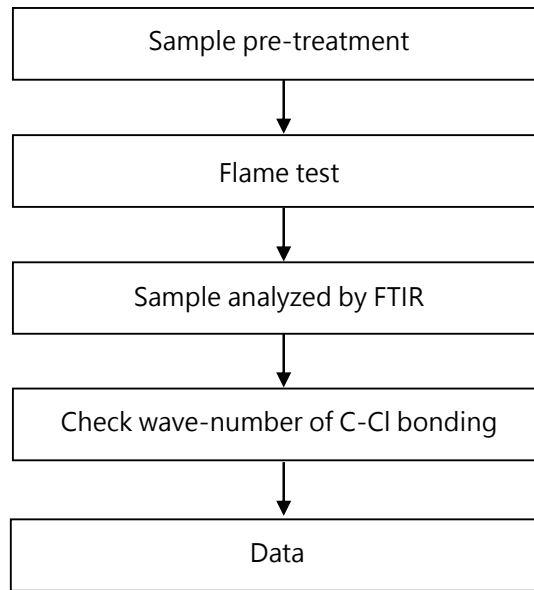 Sample pre-treatment
Flame test
Sample analyzed by FTIR
Check wave-number of C-Cl bonding
Data